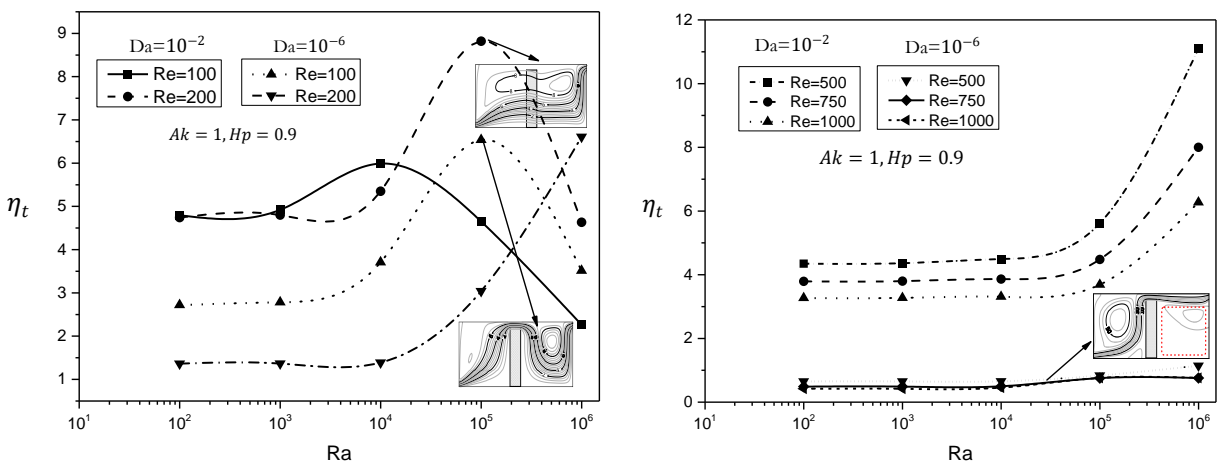 Da=10⁻² Da=10⁻⁶
Re=100 Re=100
Re=200 Re=200
Ak = 1, Hp = 0.9
9
8
7
6
5
4
3
2
1
ηt
10¹ 10² 10³ 10⁴ 10⁵ 10⁶
Ra
Da=10⁻² Da=10⁻⁶
Re=500 Re=500
Re=750 Re=750
Re=1000 Re=1000
Ak = 1, Hp = 0.9
12
10
8
6
4
2
0
ηt
10¹ 10² 10³ 10⁴ 10⁵ 10⁶
Ra